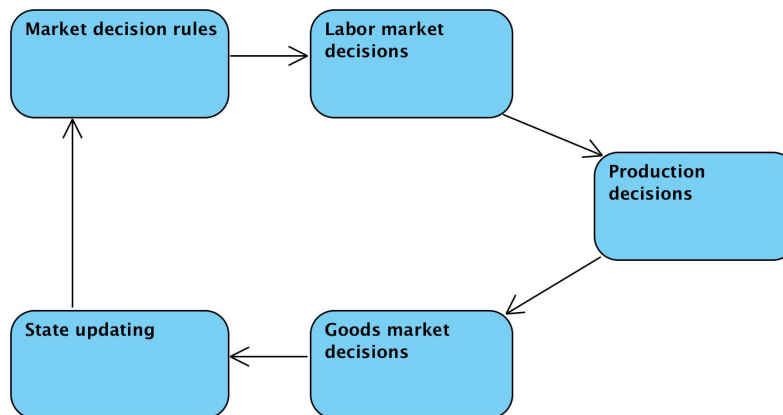 Market decision rules
Labor market
decisions
Production
decisions
State updating
Goods market
decisions